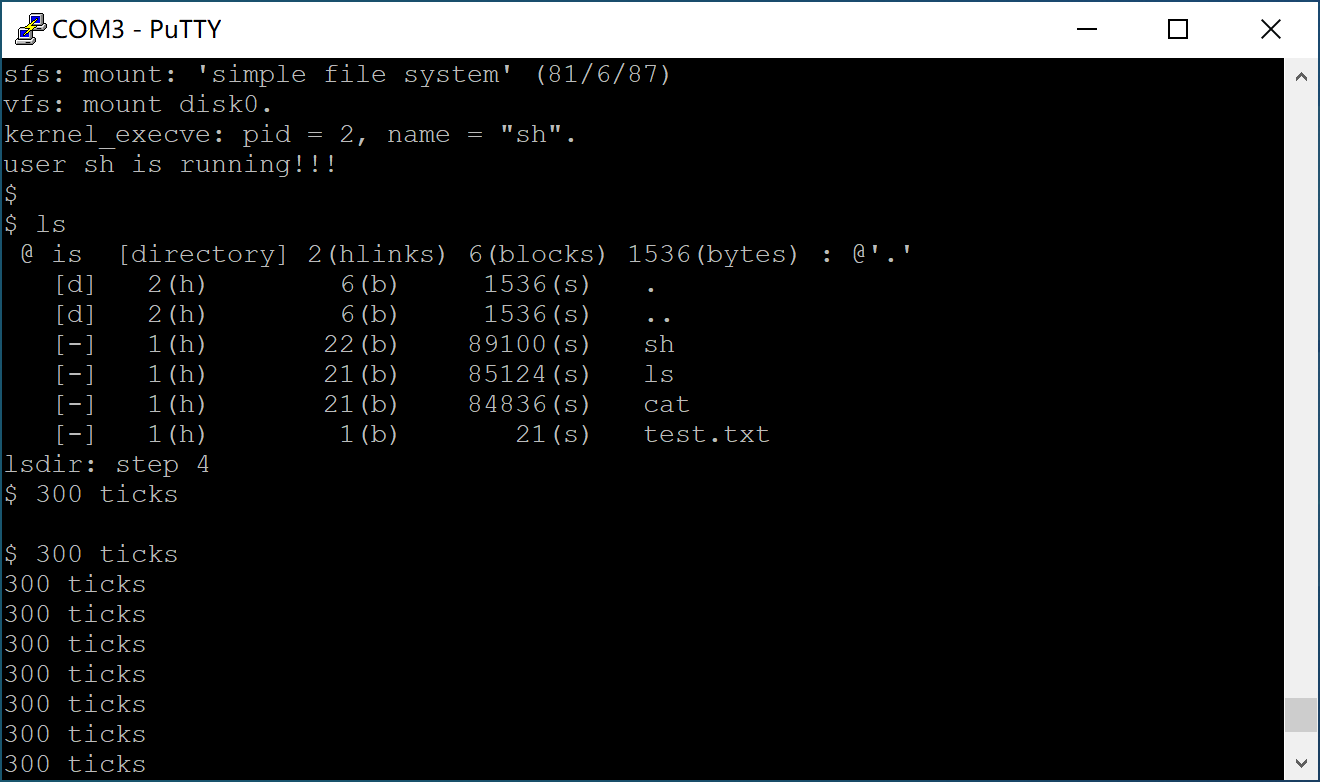 COM3 - PuTTY
sfs: mount: 'simple file system' (81/6/87)
vfs: mount disk0.
kernel_execve: pid = 2, name = "sh".
user sh is running!!!
$
$ ls
 @ is  [directory] 2(hlinks) 6(blocks) 1536(bytes) : @'.'
   [d]   2(h)        6(b)     1536(s)   .
   [d]   2(h)        6(b)     1536(s)   ..
   [-]   1(h)       22(b)    89100(s)   sh
   [-]   1(h)       21(b)    85124(s)   ls
   [-]   1(h)       21(b)    84836(s)   cat
   [-]   1(h)        1(b)       21(s)   test.txt
lsdir: step 4
$ 300 ticks

$ 300 ticks
300 ticks
300 ticks
300 ticks
300 ticks
300 ticks
300 ticks
300 ticks